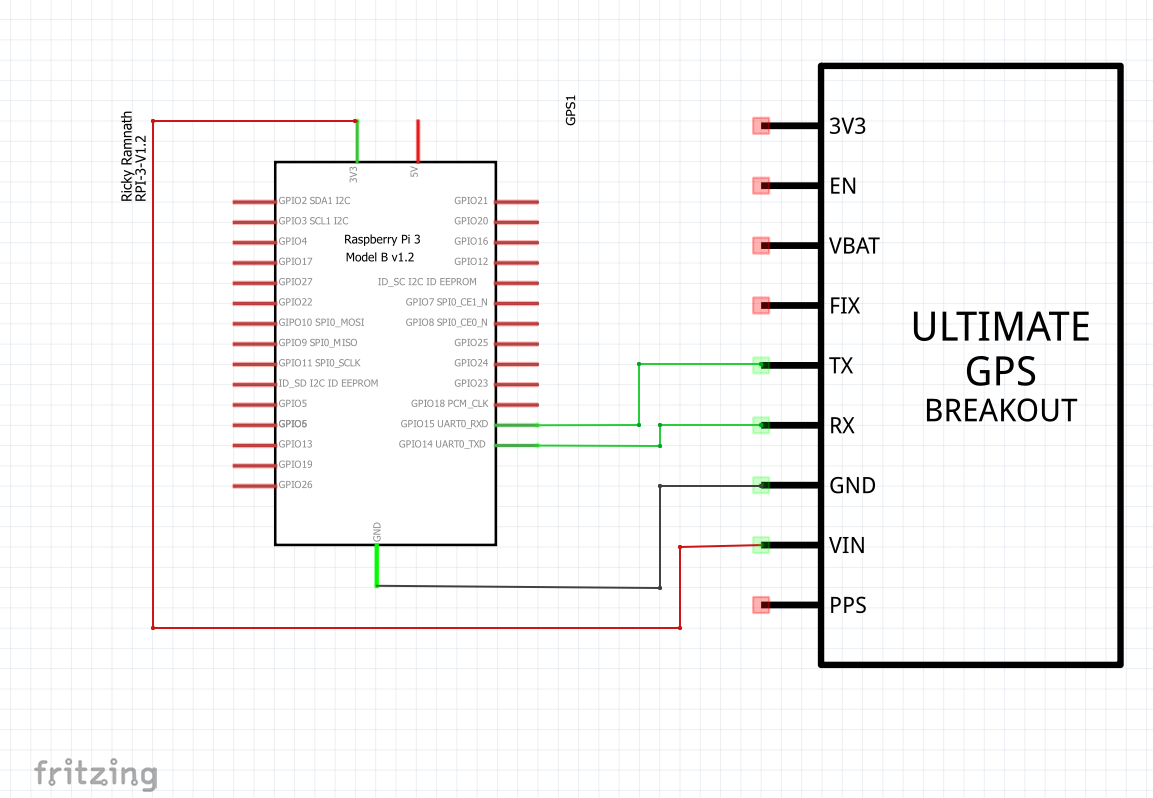 Ricky Ramnath
RPI-3-V1.2
GPS1
3V3
5V
GPIO2 SDA1 I2C
GPIO3 SCL1 I2C
GPIO4
GPIO17
GPIO27
GPIO22
GIPO10 SPI0_MOSI
GPIO9 SPI0_MISO
GPIO11 SPI0_SCLK
ID_SD I2C ID EEPROM
GPIO5
GPIO6
GPIO13
GPIO19
GPIO26
Raspberry Pi 3
Model B v1.2
GPIO21
GPIO20
GPIO16
GPIO12
ID_SC I2C ID EEPROM
GPIO7 SPI0_CE1_N
GPIO8 SPI0_CE0_N
GPIO25
GPIO24
GPIO23
GPIO18 PCM_CLK
GPIO15 UART0_RXD
GPIO14 UART0_TXD
GND
3V3
EN
VBAT
FIX
TX
RX
GND
VIN
PPS
ULTIMATE
GPS
BREAKOUT
fritzing